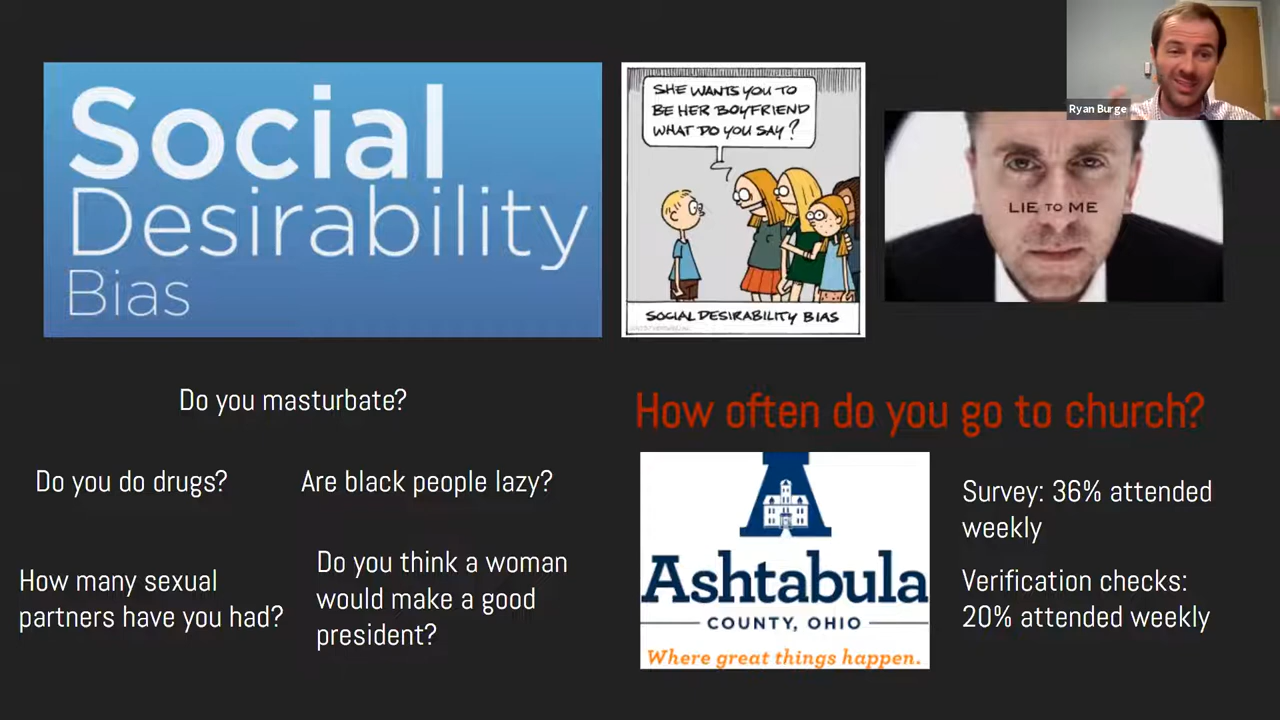 Social
Desirability
Bias
SHE WANTS YOU TO
BE HER BOYFRIEND
WHAT DO YOU SAY?
SOCIAL DESIRABILITY BIAS
LIE TO ME
Ryan Burge
Do you masturbate?
Do you do drugs?
Are black people lazy?
How many sexual
partners have you had?
Do you think a woman
would make a good
president?
How often do you go to church?
Ashtabula
COUNTY, OHIO
Where great things happen.
Survey: 36% attended
weekly
Verification checks:
20% attended weekly